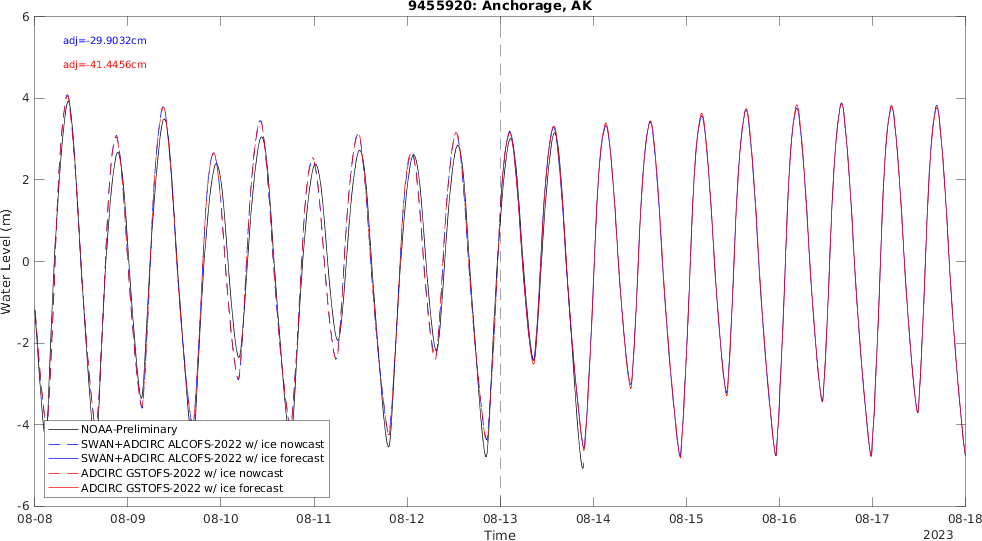 9455920: Anchorage, AK
adj=-29.9032cm
adj=-41.4456cm
6
4
2
0
-2
-4
-6
Water Level (m)
NOAA-Preliminary
SWAN+ADCIRC ALCOFS-2022 w/ ice nowcast
SWAN+ADCIRC ALCOFS-2022 w/ ice forecast
ADCIRC GSTOFS-2022 w/ ice nowcast
ADCIRC GSTOFS-2022 w/ ice forecast
08-08 08-09 08-10 08-11 08-12 08-13 08-14 08-15 08-16 08-17 08-18
Time
2023